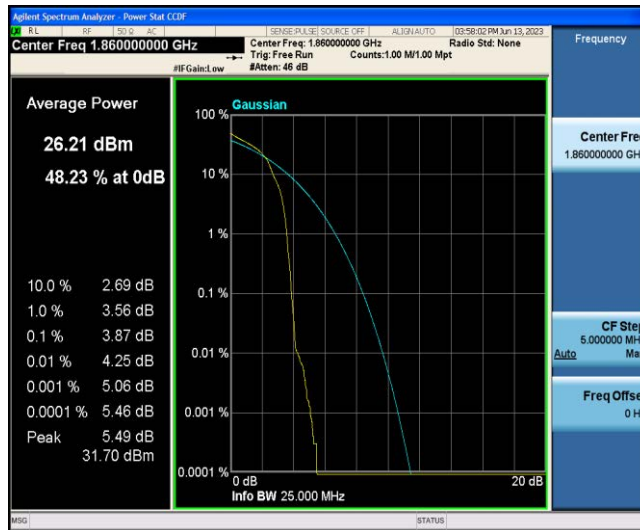 Agilent Spectrum Analyzer - Power Stat CCDF
RL RF 50 Ω AC SENSE:PULSE SOURCE OFF ALIGN AUTO 03:58:02 PM Jun 13, 2023
Center Freq 1.860000000 GHz
Center Freq: 1.860000000 GHz Radio Std: None
Trig: Free Run Counts:1.00 M/1.00 Mpt
#IFGain:Low #Atten: 46 dB
Frequency
Average Power
26.21 dBm
48.23 % at 0dB
10.0 % 2.69 dB
1.0 % 3.56 dB
0.1 % 3.87 dB
0.01 % 4.25 dB
0.001 % 5.06 dB
0.0001 % 5.46 dB
Peak 5.49 dB
31.70 dBm
Gaussian
100 %
10 %
1 %
0.1 %
0.01 %
0.001 %
0.0001 %
0 dB 20 dB
Info BW 25.000 MHz
Center Fre
1.860000000 GH
CF Ste
5.000000 MH
Auto Ma
Freq Offse
0 H
MSG STATUS